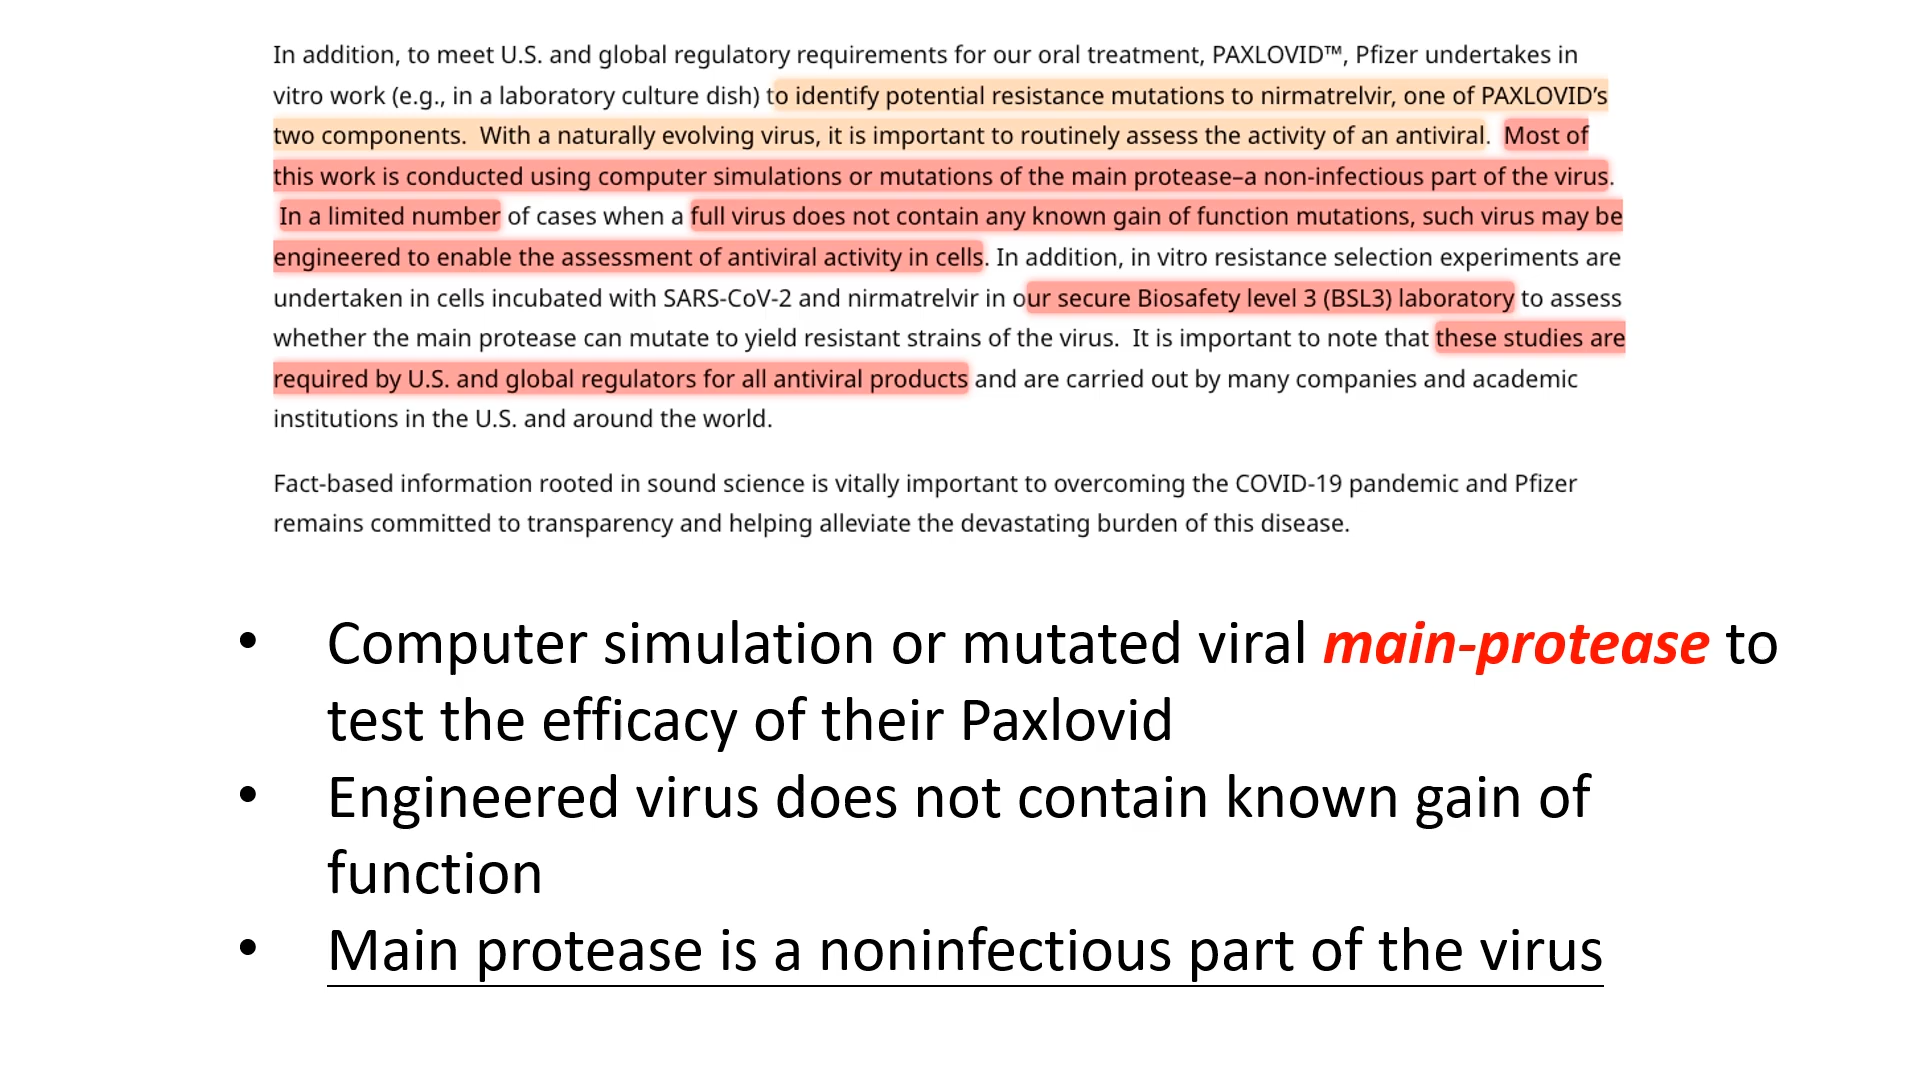 In addition, to meet U.S. and global regulatory requirements for our oral treatment, PAXLOVID™, Pfizer undertakes in
vitro work (e.g., in a laboratory culture dish) to identify potential resistance mutations to nirmatrelvir, one of PAXLOVID’s
two components.  With a naturally evolving virus, it is important to routinely assess the activity of an antiviral.  Most of
this work is conducted using computer simulations or mutations of the main protease–a non-infectious part of the virus.
In a limited number of cases when a full virus does not contain any known gain of function mutations, such virus may be
engineered to enable the assessment of antiviral activity in cells. In addition, in vitro resistance selection experiments are
undertaken in cells incubated with SARS-CoV-2 and nirmatrelvir in our secure Biosafety level 3 (BSL3) laboratory to assess
whether the main protease can mutate to yield resistant strains of the virus.  It is important to note that these studies are
required by U.S. and global regulators for all antiviral products and are carried out by many companies and academic
institutions in the U.S. and around the world.
Fact-based information rooted in sound science is vitally important to overcoming the COVID-19 pandemic and Pfizer
remains committed to transparency and helping alleviate the devastating burden of this disease.
• Computer simulation or mutated viral main-protease to
test the efficacy of their Paxlovid
• Engineered virus does not contain known gain of
function
• Main protease is a noninfectious part of the virus